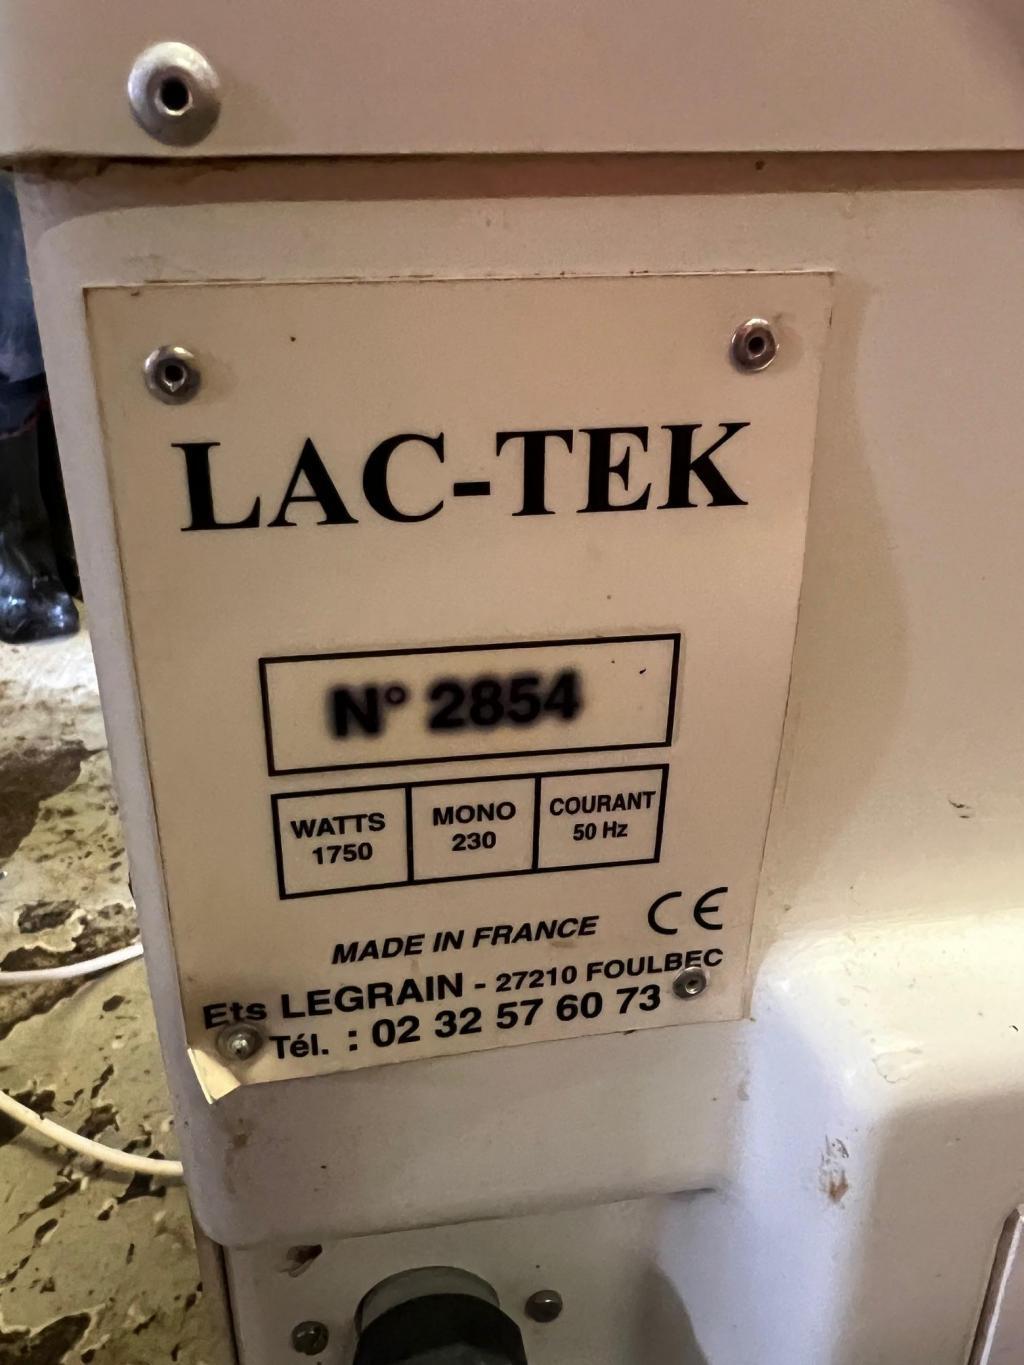 LAC-TEK
N° 2854
WATTS
1750
MONO
230
COURANT
50 Hz
MADE IN FRANCE CE
Ets LEGRAIN - 27210 FOULBEC
Tél. : 02 32 57 60 73